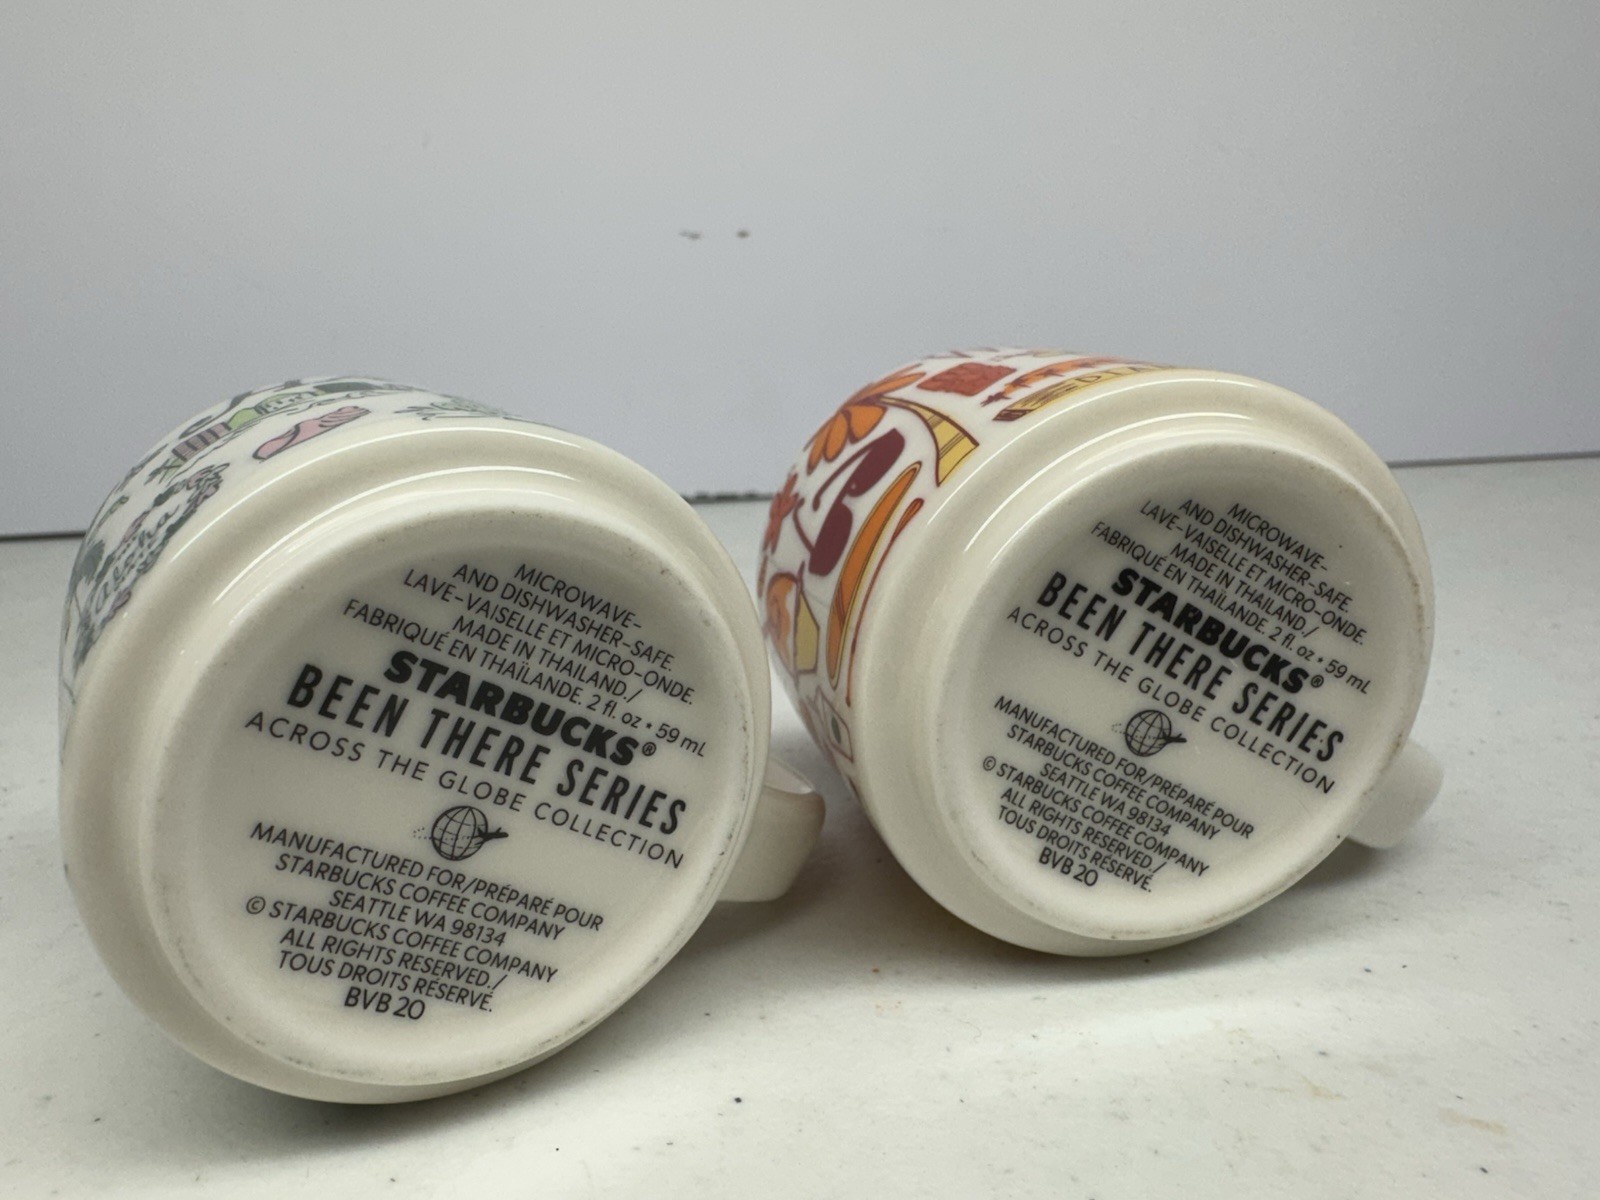 MICROWAVE-
AND DISHWASHER-SAFE.
LAVE-VAISELLE ET MICRO-ONDE.
MADE IN THAILAND./
FABRIQUÉ EN THAÏLANDE. 2 fl. oz • 59 mL
STARBUCKS®
BEEN THERE SERIES
ACROSS THE GLOBE COLLECTION
MANUFACTURED FOR/PRÉPARÉ POUR
STARBUCKS COFFEE COMPANY
SEATTLE WA 98134
© STARBUCKS COFFEE COMPANY
ALL RIGHTS RESERVED./
TOUS DROITS RÉSERVÉ.
BVB 20
MICROWAVE-
AND DISHWASHER-SAFE.
LAVE-VAISELLE ET MICRO-ONDE.
MADE IN THAILAND./
FABRIQUÉ EN THAÏLANDE. 2 fl. oz • 59 mL
STARBUCKS®
BEEN THERE SERIES
ACROSS THE GLOBE COLLECTION
MANUFACTURED FOR/PRÉPARÉ POUR
STARBUCKS COFFEE COMPANY
SEATTLE WA 98134
© STARBUCKS COFFEE COMPANY
ALL RIGHTS RESERVED./
TOUS DROITS RÉSERVÉ.
BVB 20